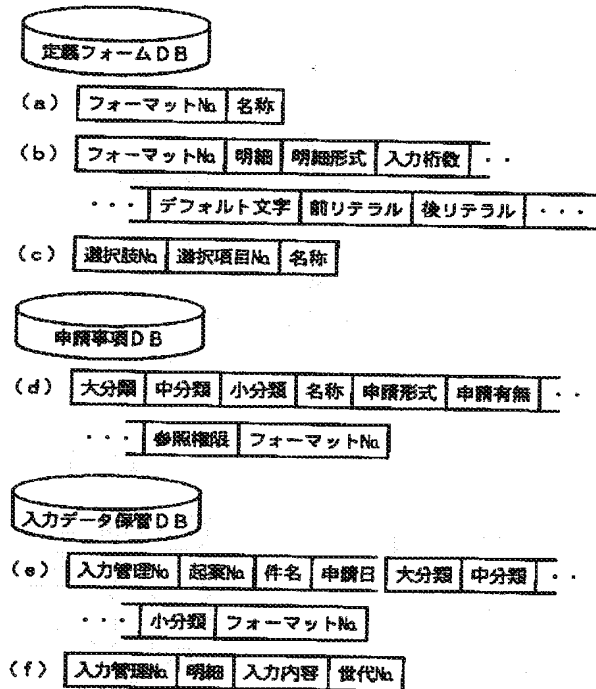 定義フォームDB
(a) フォーマット№ 名称
(b) フォーマット№ 明細 明細形式 入力桁数 ・・
・・・ デフォルト文字 前リテラル 後リテラル ・・・
(c) 選択肢№ 選択項目№ 名称
申請事項DB
(d) 大分類 中分類 小分類 名称 申請形式 申請有無 ・・
・・・ 参照権限 フォーマット№
入力データ保管DB
(e) 入力管理№ 起案№ 件名 申請日 大分類 中分類 ・・
・・・ 小分類 フォーマット№
(f) 入力管理№ 明細 入力内容 世代№